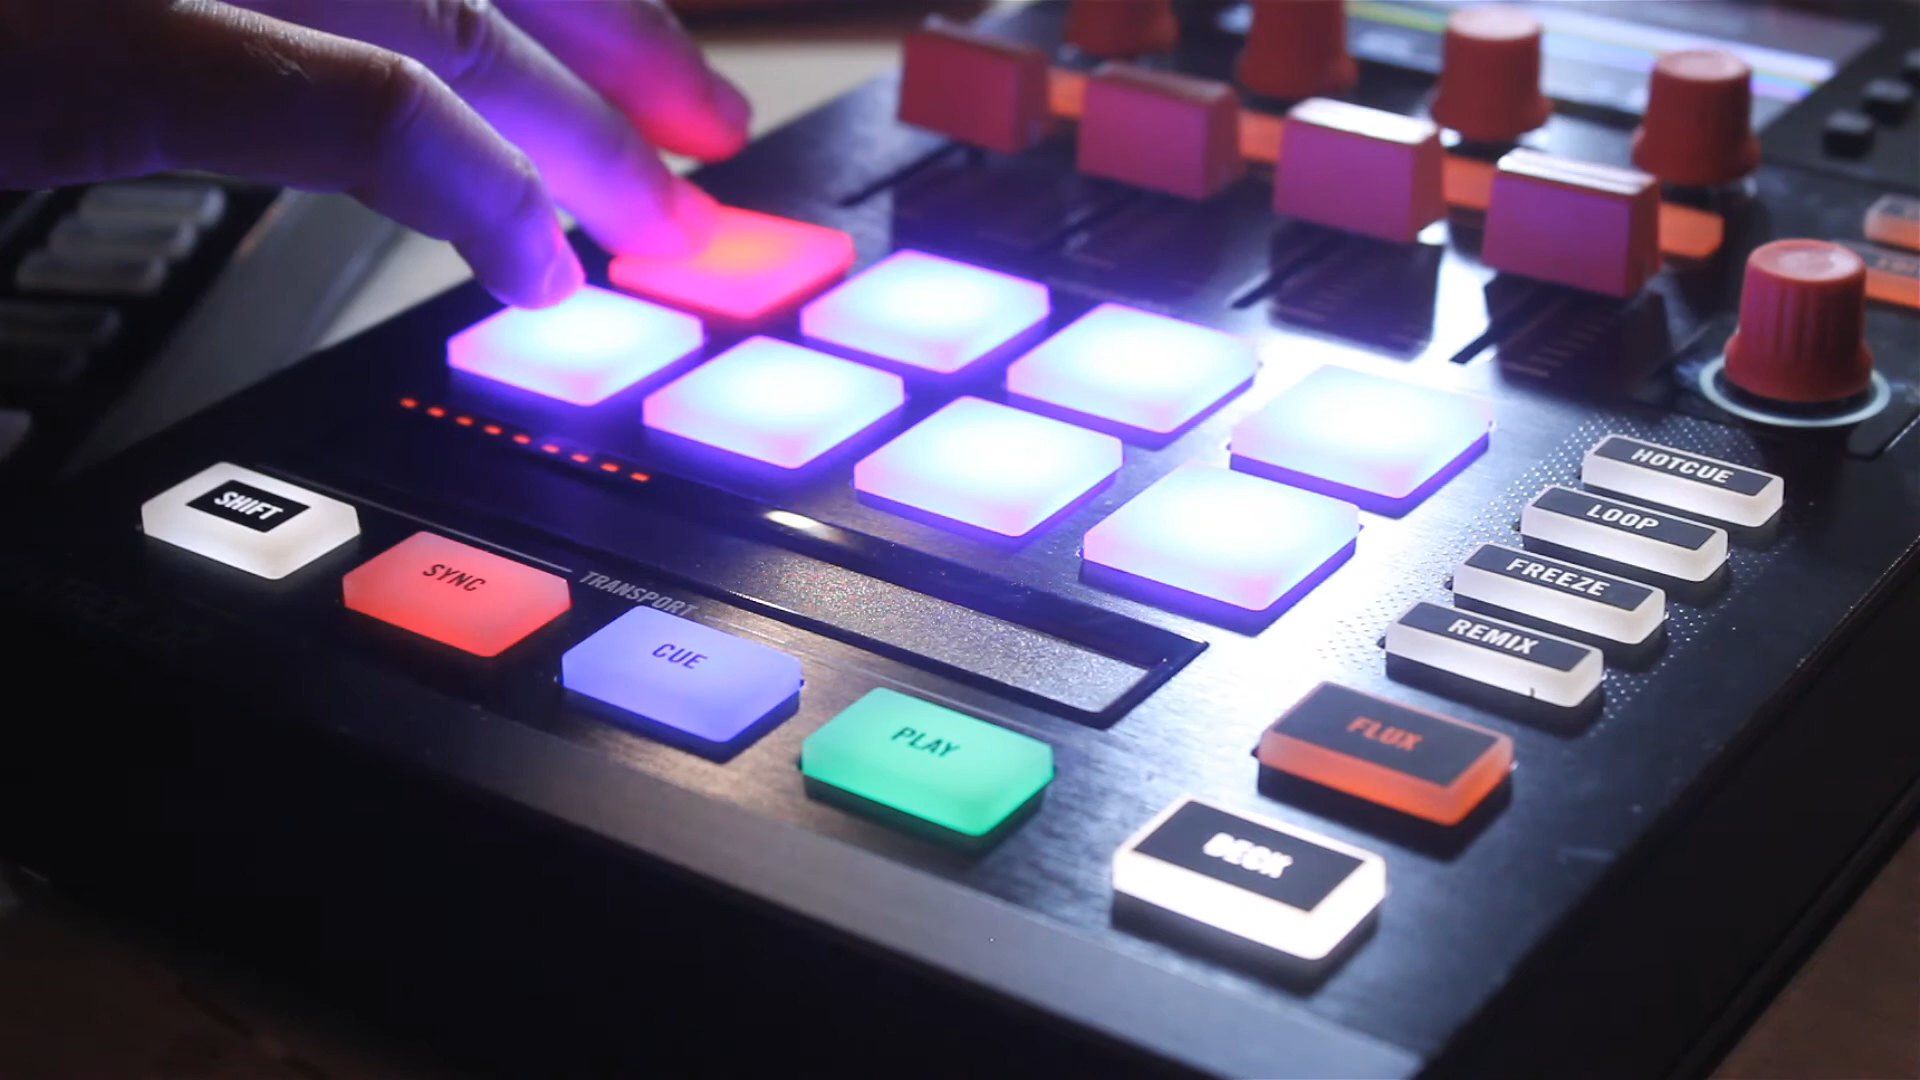 HOTCUE
LOOP
FREEZE
REMIX
SHIFT
SYNC
TRANSPORT
CUE
PLAY
FLUX
DECK